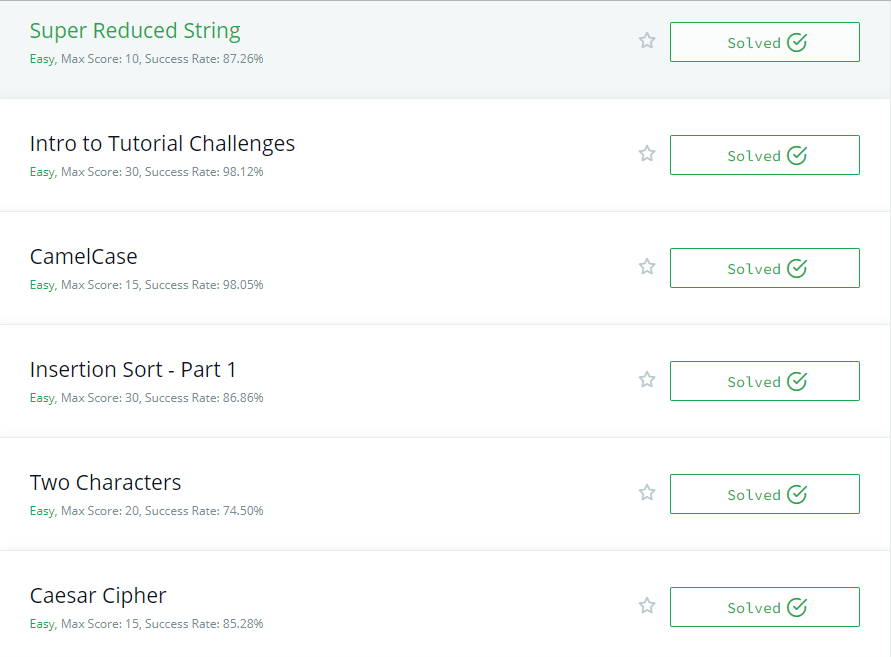 Super Reduced String
Solved
Easy, Max Score: 10, Success Rate: 87.26%
Intro to Tutorial Challenges
Solved
Easy, Max Score: 30, Success Rate: 98.12%
CamelCase
Solved
Easy, Max Score: 15, Success Rate: 98.05%
Insertion Sort - Part 1
Solved
Easy, Max Score: 30, Success Rate: 86.86%
Two Characters
Solved
Easy, Max Score: 20, Success Rate: 74.50%
Caesar Cipher
Solved
Easy, Max Score: 15, Success Rate: 85.28%